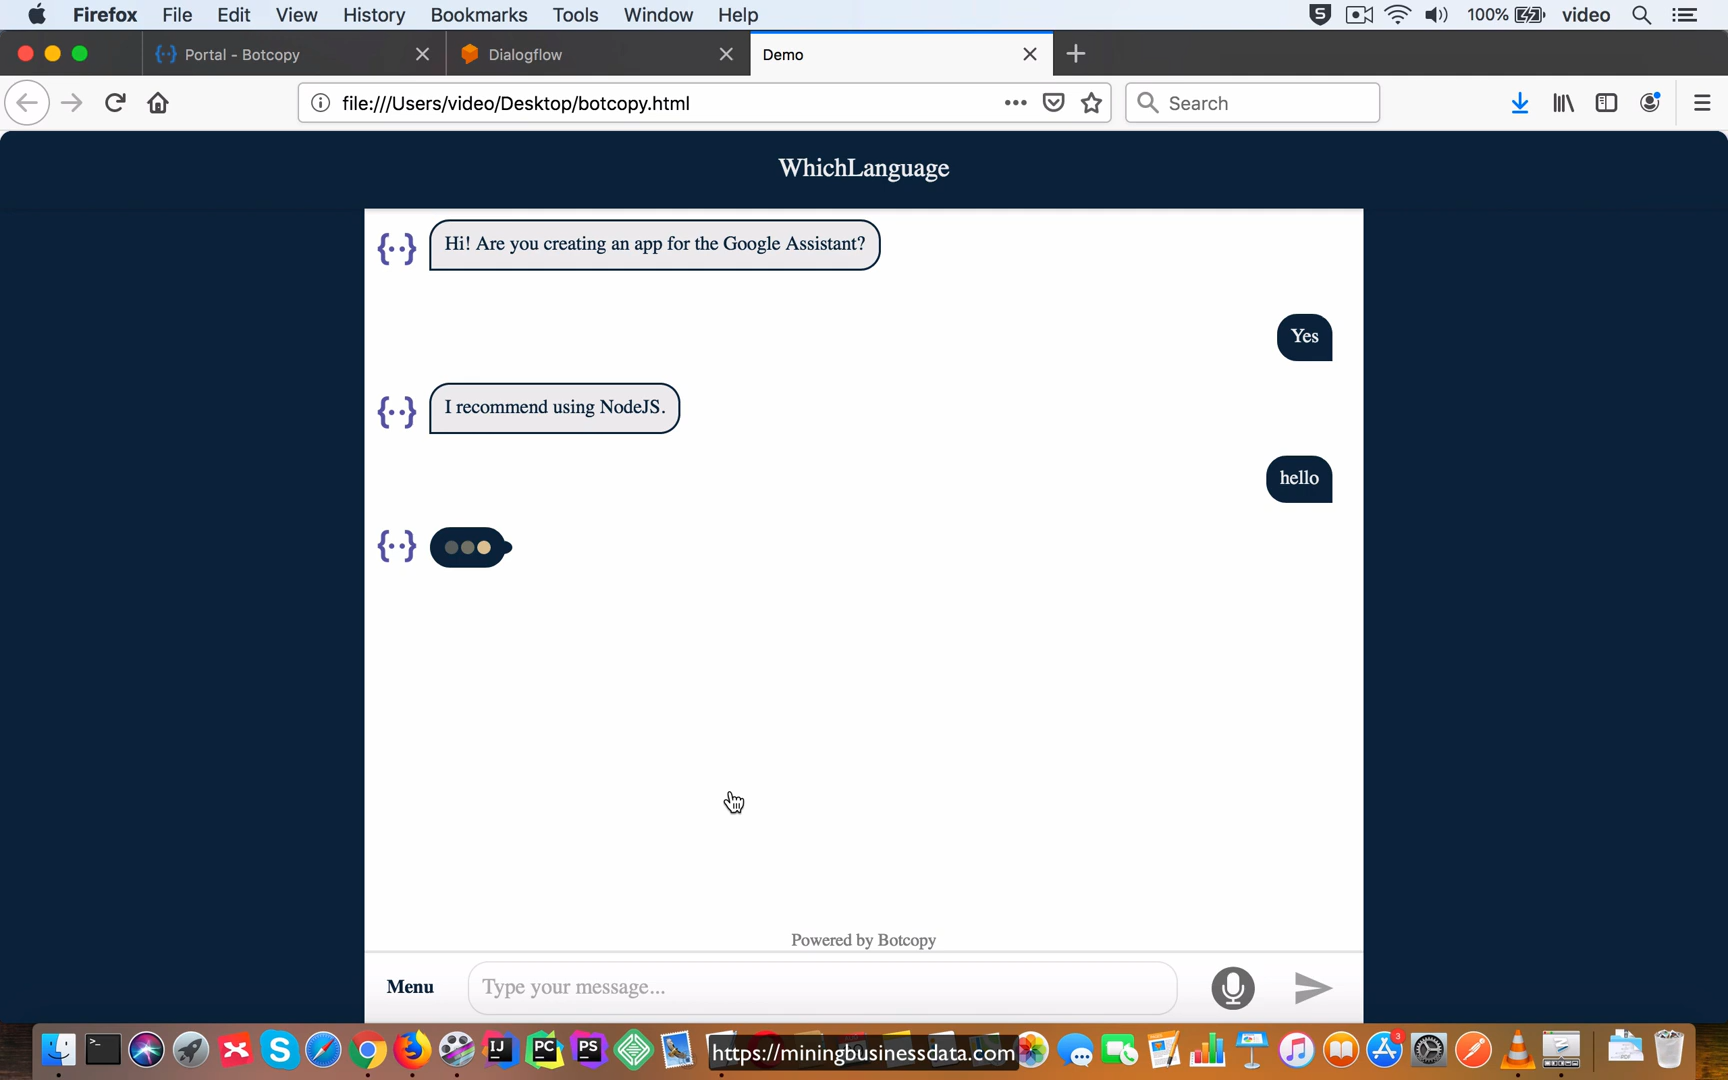 Firefox File Edit View History Bookmarks Tools Window Help 100% video
Portal - Botcopy Dialogflow Demo
file:///Users/video/Desktop/botcopy.html Search
WhichLanguage
Hi! Are you creating an app for the Google Assistant?
Yes
I recommend using NodeJS.
hello
Powered by Botcopy
Menu Type your message...
https://miningbusinessdata.com